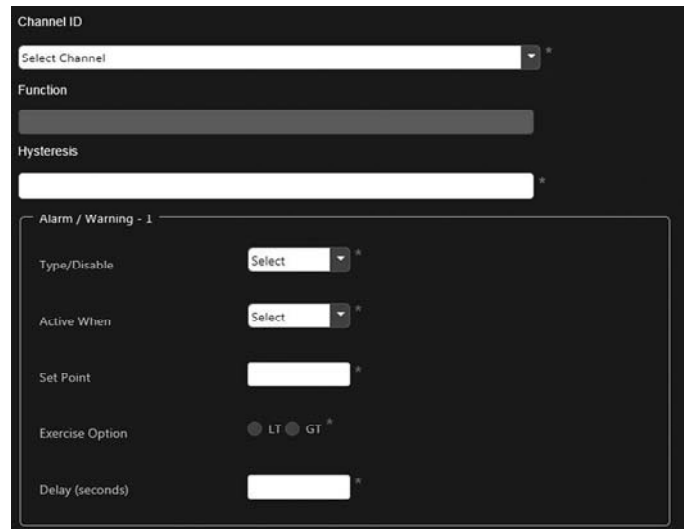 Channel ID
Select Channel *
Function
Hysteresis
*
Alarm / Warning - 1
Type/Disable Select *
Active When Select *
Set Point *
Exercise Option LT GT *
Delay (seconds) *